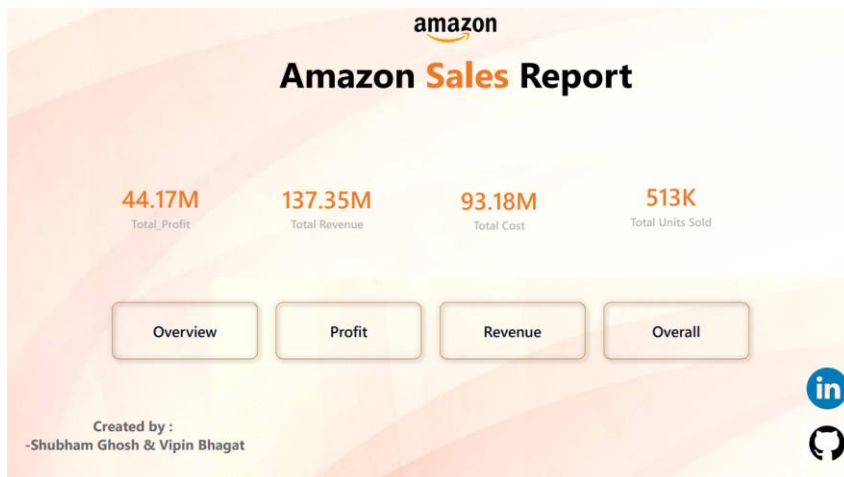 amazon
Amazon Sales Report
44.17M
Total_Profit
137.35M
Total Revenue
93.18M
Total Cost
513K
Total Units Sold
Overview
Profit
Revenue
Overall
in
Created by :
-Shubham Ghosh & Vipin Bhagat